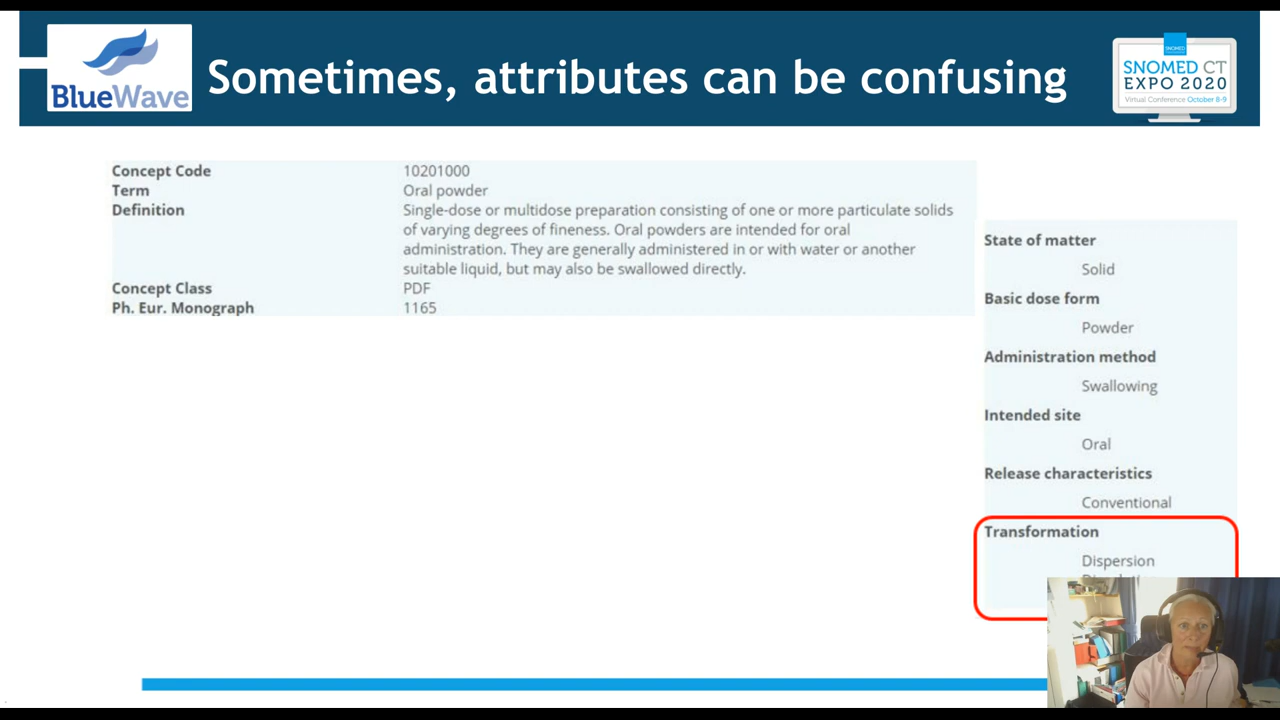 BlueWave
Sometimes, attributes can be confusing
SNOMED
SNOMED CT
EXPO 2020
Virtual Conference October 8-9
Concept Code 10201000
Term Oral powder
Definition Single-dose or multidose preparation consisting of one or more particulate solids
of varying degrees of fineness. Oral powders are intended for oral
administration. They are generally administered in or with water or another
suitable liquid, but may also be swallowed directly.
Concept Class PDF
Ph. Eur. Monograph 1165
State of matter
Solid
Basic dose form
Powder
Administration method
Swallowing
Intended site
Oral
Release characteristics
Conventional
Transformation
Dispersion